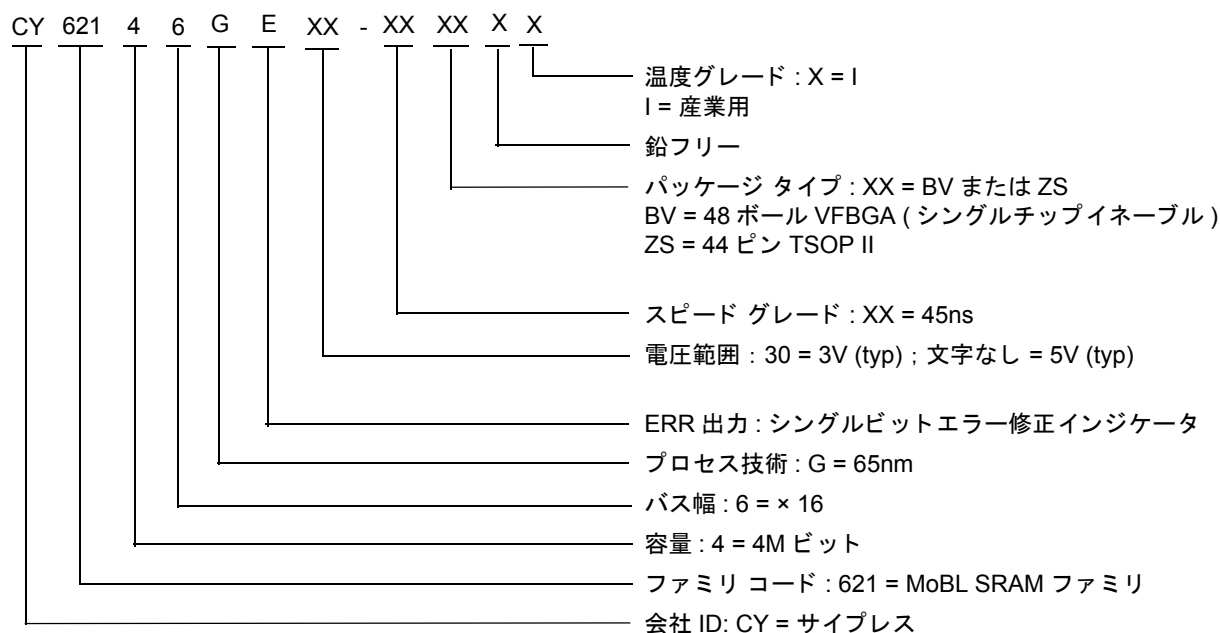 CY 621 4 6 G E XX - XX XX X X
温度グレード : X = I
I = 産業用
鉛フリー
パッケージ タイプ : XX = BV または ZS
BV = 48 ボール VFBGA ( シングルチップイネーブル )
ZS = 44 ピン TSOP II
スピード グレード : XX = 45ns
電圧範囲 : 30 = 3V (typ) ; 文字なし = 5V (typ)
ERR 出力 : シングルビットエラー修正インジケータ
プロセス技術 : G = 65nm
バス幅 : 6 = × 16
容量 : 4 = 4M ビット
ファミリ コード : 621 = MoBL SRAM ファミリ
会社 ID: CY = サイプレス